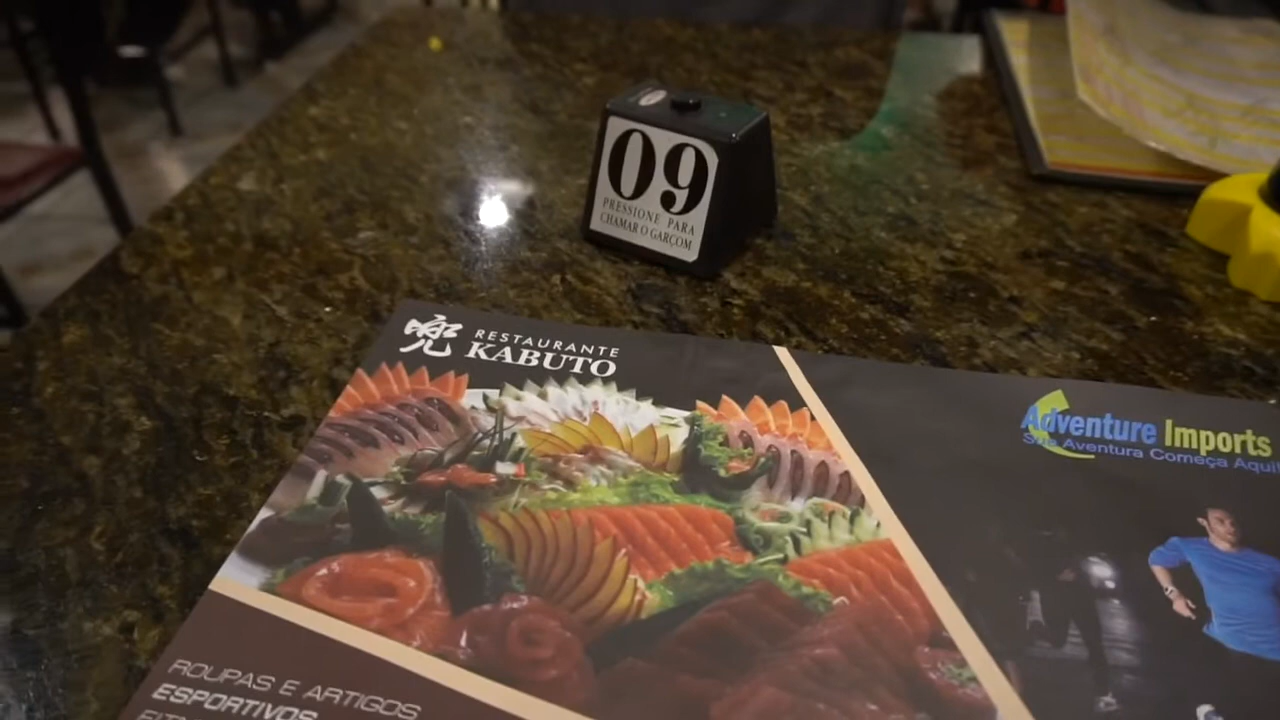 09
PRESSIONE PARA
CHAMAR O GARÇOM
兜 RESTAURANTE
KABUTO
Adventure Imports
Sua Aventura Começa Aqui!
ROUPAS E ARTIGOS
ESPORTIVOS